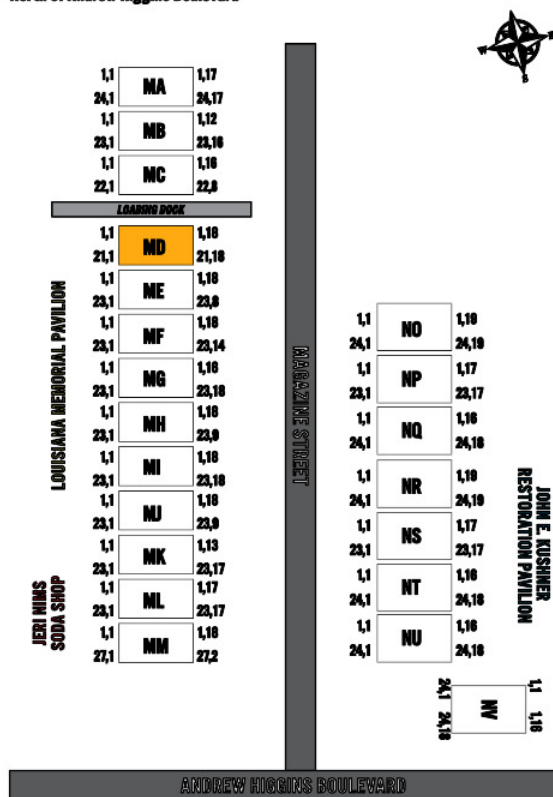 N
E
S
W
1,1 MA 1,17
24,1 24,17
1,1 MB 1,12
23,1 23,16
1,1 MC 1,16
22,1 22,8
LOADING DOCK
1,1 MD 1,18
21,1 21,18
1,1 ME 1,18
23,1 23,8
1,1 MF 1,18
23,1 23,14
1,1 MG 1,16
23,1 23,18
1,1 MH 1,18
23,1 23,9
1,1 MI 1,18
23,1 23,18
1,1 MJ 1,18
23,1 23,9
1,1 MK 1,13
23,1 23,17
1,1 ML 1,17
23,1 23,17
1,1 MM 1,18
27,1 27,2
LOUISIANA MEMORIAL PAVILION
JERI NIMS
SODA SHOP
MAGAZINE STREET
1,1 NO 1,19
24,1 24,19
1,1 NP 1,17
23,1 23,17
1,1 NQ 1,16
24,1 24,18
1,1 NR 1,19
24,1 24,19
1,1 NS 1,17
23,1 23,17
1,1 NT 1,16
24,1 24,18
1,1 NU 1,16
24,1 24,18
JOHN E. KUSHNER
RESTORATION PAVILION
24,1 1,1
NV
24,18 1,16
ANDREW HIGGINS BOULEVARD